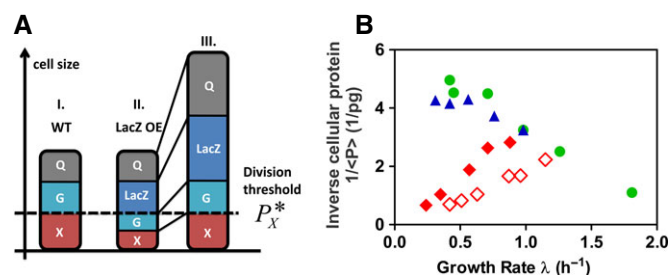 A
cell size
I.
WT
II.
LacZ OE
III.
Q
G
X
Q
LacZ
G
X
Q
LacZ
G
X
Division
threshold
P_X*
B
Inverse cellular protein
1/<P> (1/pg)
6
4
2
0
0.0 0.5 1.0 1.5 2.0
Growth Rate λ (h⁻¹)